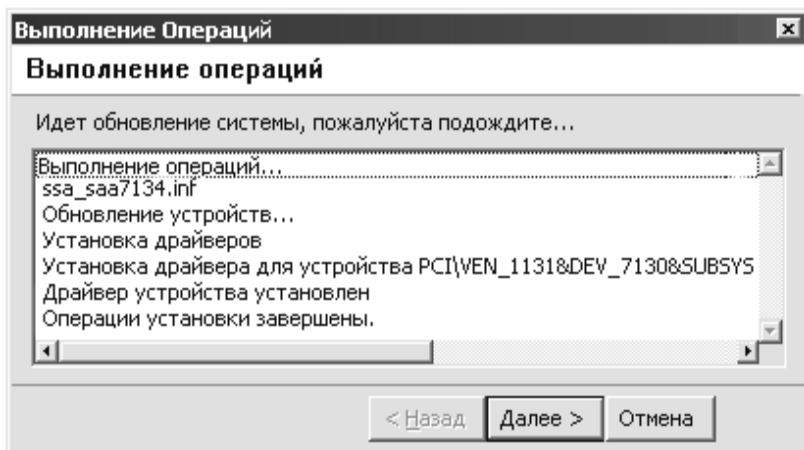 Выполнение Операций
Выполнение операций
Идет обновление системы, пожалуйста подождите...
Выполнение операций...
ssa_saa7134.inf
Обновление устройств...
Установка драйверов
Установка драйвера для устройства PCI\VEN_1131&DEV_7130&SUBSYS
Драйвер устройства установлен
Операции установки завершены.
< Назад Далее > Отмена